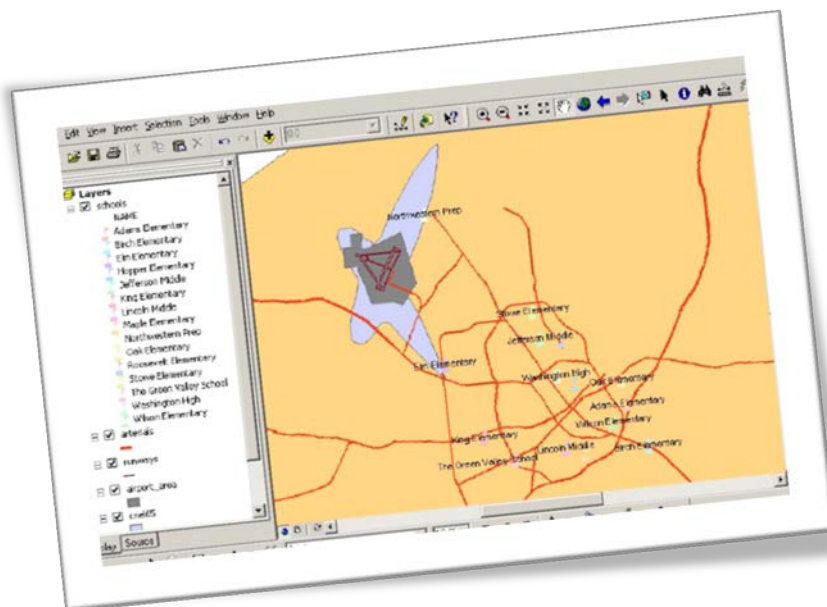 Edit View Insert Selection Tools Window Help
Layers
schools
NAME
Adams Elementary
Birch Elementary
Elm Elementary
Hopper Elementary
Jefferson Middle
King Elementary
Lincoln Middle
Maple Elementary
Northwestern Prep
Oak Elementary
Roosevelt Elementary
Stowe Elementary
The Green Valley School
Washington High
Wilson Elementary
arterials
runways
airport_area
cnel65
Source
Northwestern Prep
Stowe Elementary
Jefferson Middle
Elm Elementary
Washington High
Oak Elementary
Adams Elementary
Wilson Elementary
King Elementary
Lincoln Middle
Birch Elementary
The Green Valley School